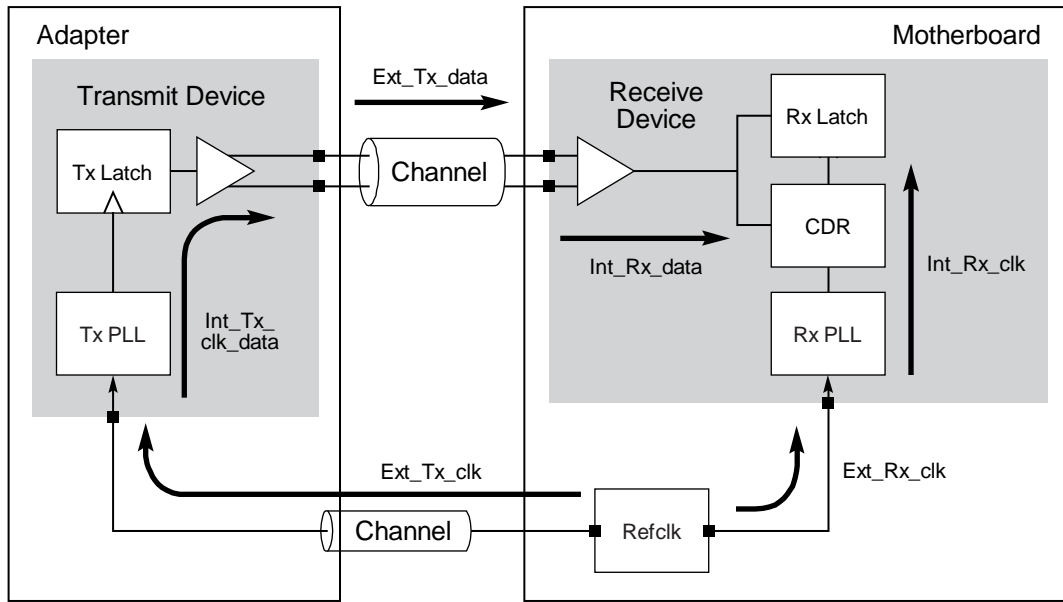 Adapter
Motherboard
Transmit Device
Ext_Tx_data
Receive
Device
Rx Latch
Tx Latch
Channel
CDR
Int_Rx_data
Int_Rx_clk
Int_Tx_
clk_data
Tx PLL
Rx PLL
Ext_Tx_clk
Ext_Rx_clk
Channel
Refclk